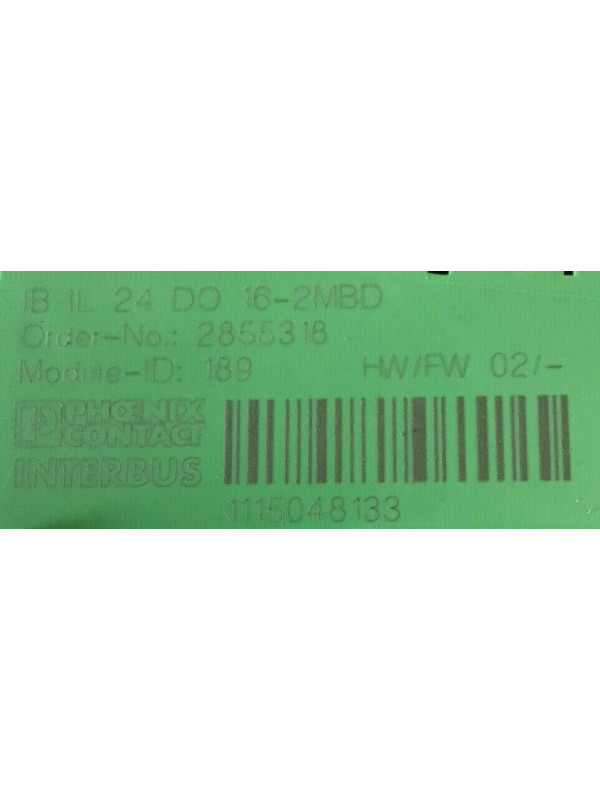 IB IL 24 DO 16-2MBD
Order-No.: 2855318
Module-ID: 189 HW/FW 02/-
PHOENIX
CONTACT
INTERBUS
1115048133